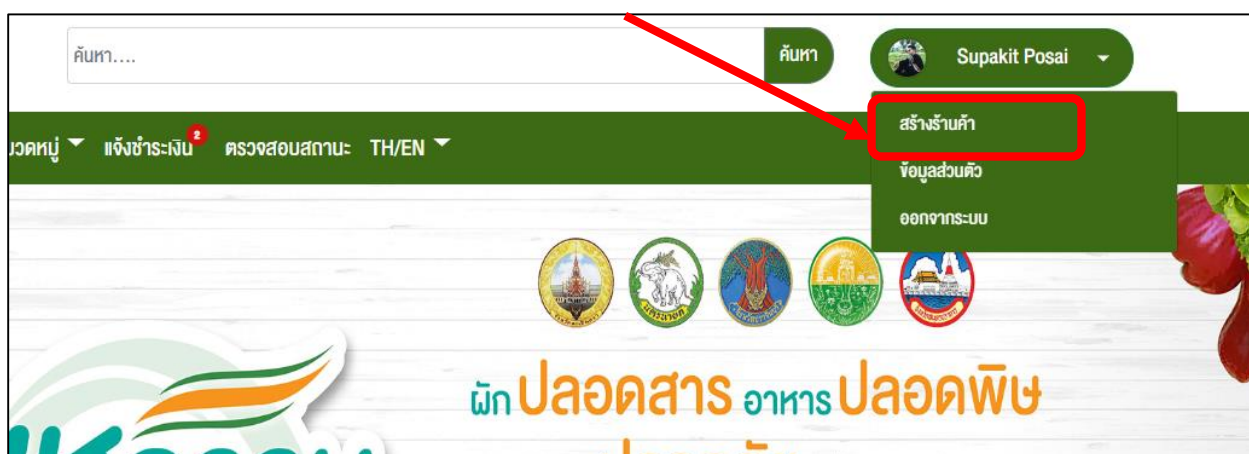 ค้นหา....
ค้นหา
Supakit Posai
สร้างร้านค้า
ข้อมูลส่วนตัว
ออกจากระบบ
แจ้งชำระเงิน 2
ตรวจสอบสถานะ
TH/EN
ผักปลอดสาร อาหารปลอดพิษ